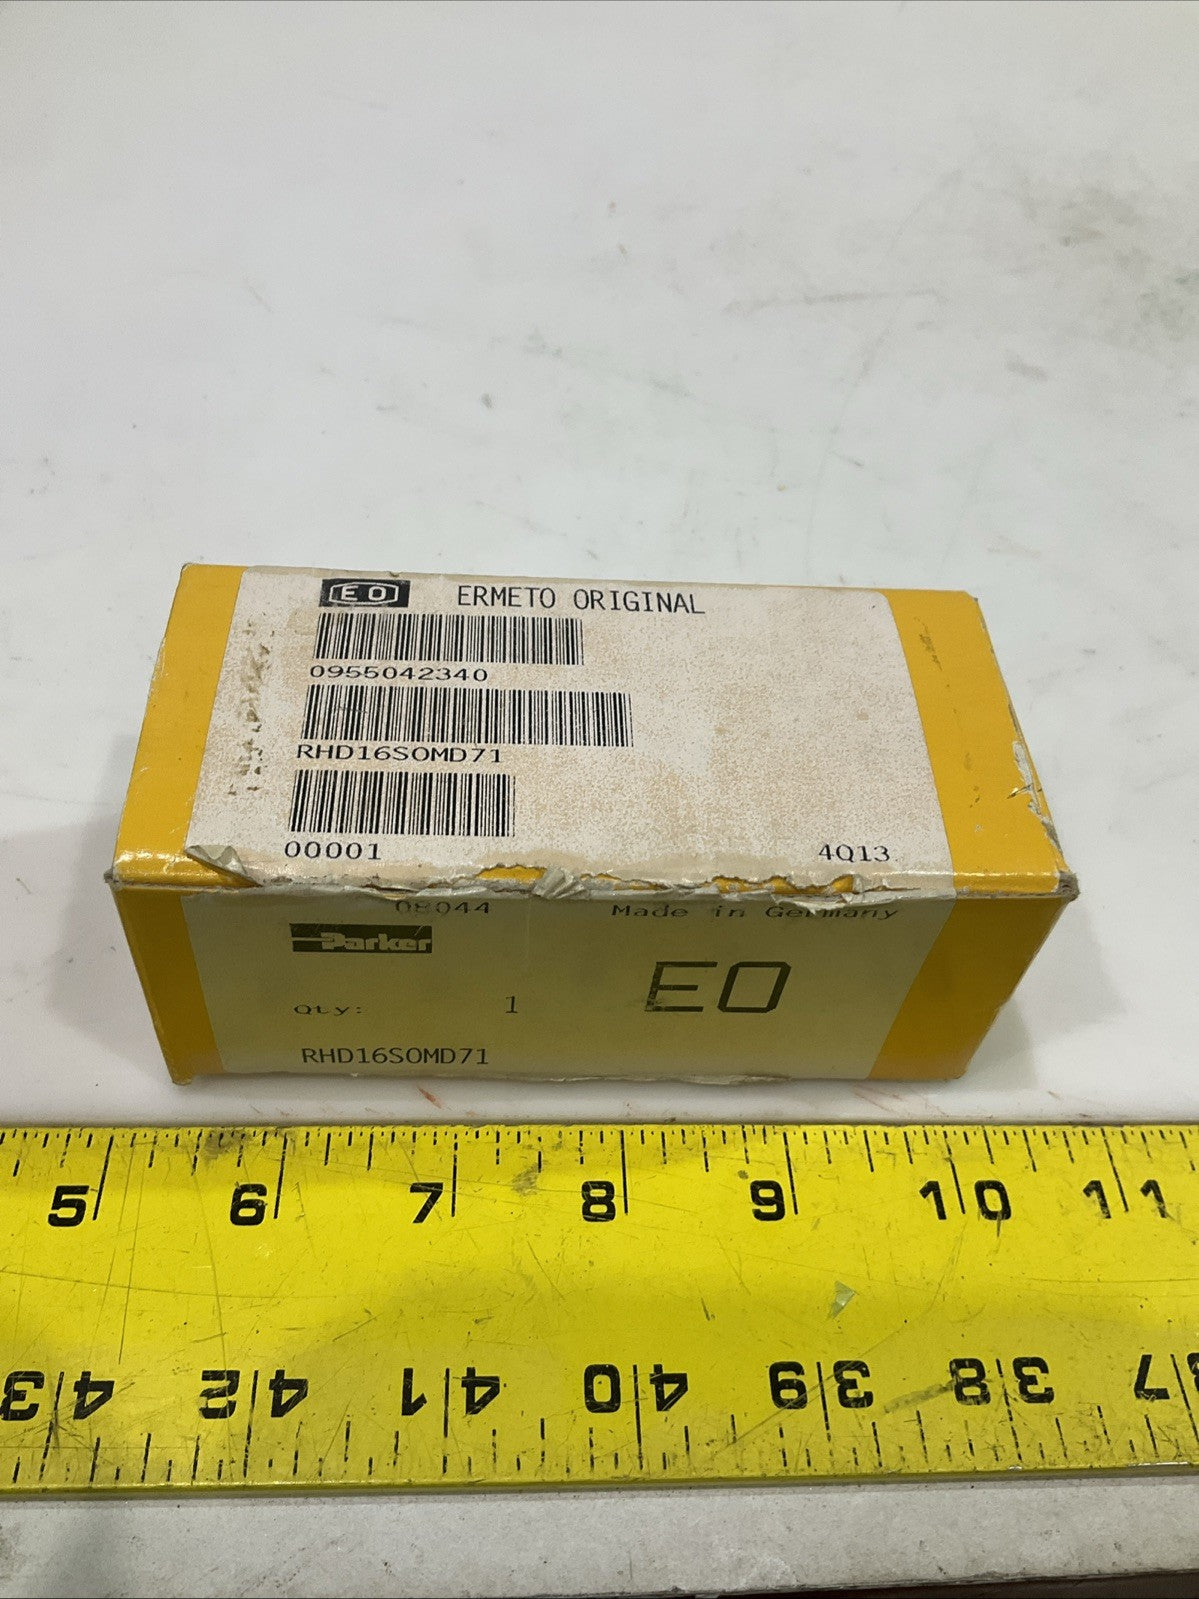 EO ERMETO ORIGINAL
0955042340
RHD16SOMD71
00001 4Q13
08044 Made in Germany
Parker
EO
Qty: 1
RHD16SOMD71
5 6 7 8 9 10 11
43 42 41 40 39 38 37